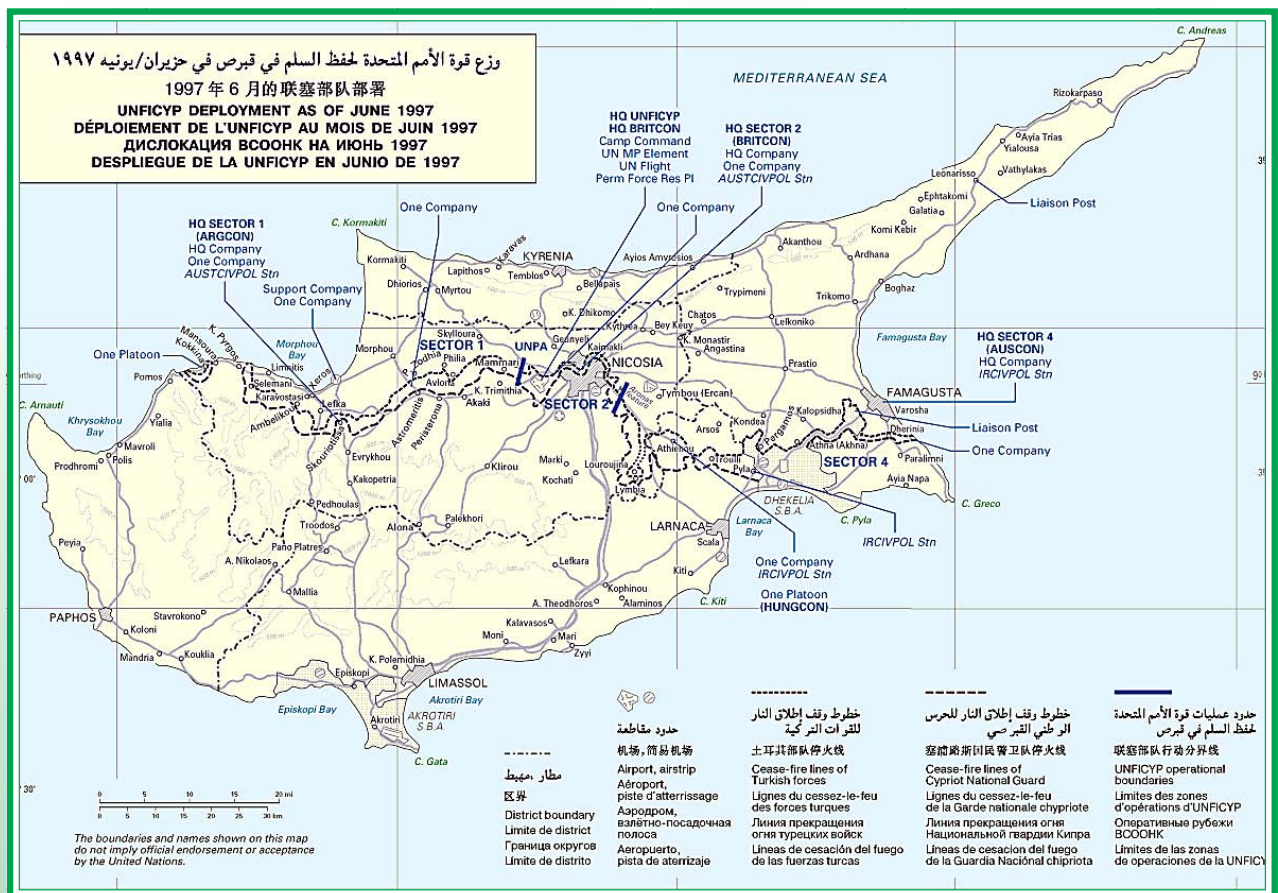 وزع قوة الأمم المتحدة لحفظ السلم في قبرص في حزيران/يونيه ١٩٩٧
1997 年 6 月的联塞部队部署
UNFICYP DEPLOYMENT AS OF JUNE 1997
DÉPLOIEMENT DE L'UNFICYP AU MOIS DE JUIN 1997
ДИСЛОКАЦИЯ ВСООНК НА ИЮНЬ 1997
DESPLIEGUE DE LA UNFICYP EN JUNIO DE 1997
MEDITERRANEAN SEA
C. Andreas
Rizokarpaso
Ayia Trias
Yialousa
Vathylakas
Leonarisso
Liaison Post
Ephtakomi
Galatia
Komi Kebir
HQ UNFICYP
HQ BRITCON
Camp Command
UN MP Element
UN Flight
Perm Force Res Pl
HQ SECTOR 2
(BRITCON)
HQ Company
One Company
AUSTCIVPOL Stn
One Company
One Company
HQ SECTOR 1
(ARGCON)
HQ Company
One Company
AUSTCIVPOL Stn
Support Company
One Company
C. Kormakiti
Kormakiti
Karavas
Lapithos
KYRENIA
Temblos
Bellapais
Ayios Amvrosios
Akanthou
Ardhana
Boghaz
Dhiorios
Myrtou
K. Dhikomo
Trypimeni
Trikomo
Chatos
Lefkoniko
Kythrea
Bey Keuy
K. Monastir
Angastina
Prastio
Famagusta
Bay
HQ SECTOR 4
(AUSCON)
HQ Company
IRCIVPOL Stn
One Platoon
Mansoura
Kokkina
K. Pyrgos
Morphou
Bay
Limnitis
Xeros
Morphou
Skylloura
SECTOR 1
UNPA
Geunyeli
Kaimakli
NICOSIA
P. Zodhia
Philia
Mammari
Avlona
K. Trimithia
Akaki
SECTOR 2
Aronas
feature
Tymbou (Ercan)
FAMAGUSTA
Varosha
Dherinia
Liaison Post
One Company
Pomos
Selemani
Karavostasi
Ambelikou
Lefka
Skouriotissa
Astromeritis
Peristerona
C. Arnauti
Khrysokhou
Bay
Yialia
Mavroli
Polis
Prodhromi
Evrykhou
Kakopetria
Klirou
Marki
Kochati
Louroujina
Lymbia
Arsos
Kondea
Kalopsidha
Pergamos
Athna (Akhna)
SECTOR 4
Athienou
Troulli
Pyla
Paralimni
Ayia Napa
C. Greco
DHEKELIA
S.B.A.
C. Pyla
IRCIVPOL Stn
Larnaca
Bay
LARNACA
Scala
Kiti
C. Kiti
One Company
IRCIVPOL Stn
One Platoon
(HUNGCON)
Pedhoulas
Troodos
Alona
Palekhori
Pano Platres
A. Nikolaos
Peyia
Mallia
Lefkara
Kophinou
Alaminos
A. Theodhoros
Kalavasos
Moni
Mari
Zyyi
PAPHOS
Stavrokono
Koloni
Mandria
Kouklia
K. Polemidhia
LIMASSOL
Episkopi
Episkopi Bay
Akrotiri Bay
Akrotiri
AKROTIRI
S.B.A.
C. Gata
0 5 10 15 20 mi
0 5 10 15 20 25 30 km
The boundaries and names shown on this map
do not imply official endorsement or acceptance
by the United Nations.
مطار، مهبط
区界
District boundary
Limite de district
Граница округов
Límite de distrito
حدود مقاطعة
机场,简易机场
Airport, airstrip
Aéroport,
piste d'atterrissage
Аэродром,
взлётно-посадочная
полоса
Aeropuerto,
pista de aterrizaje
خطوط وقف إطلاق النار
للقوات التركية
土耳其部队停火线
Cease-fire lines of
Turkish forces
Lignes du cessez-le-feu
des forces turques
Линия прекращения
огня турецких войск
Líneas de cesación del fuego
de las fuerzas turcas
خطوط وقف إطلاق النار للحرس
الوطني القبرصي
塞浦路斯国民警卫队停火线
Cease-fire lines of
Cypriot National Guard
Lignes du cessez-le-feu
de la Garde nationale chypriote
Линия прекращения огня
Национальной гвардии Кипра
Líneas de cesacion del fuego
de la Guardia Naciónal chipriota
حدود عمليات قوة الأمم المتحدة
لحفظ السلم في قبرص
联塞部队行动分界线
UNFICYP operational
boundaries
Limites des zones
d'opérations d'UNFICYP
Оперативные рубежи
ВСООНК
Límites de las zonas
de operaciones de la UNFICY